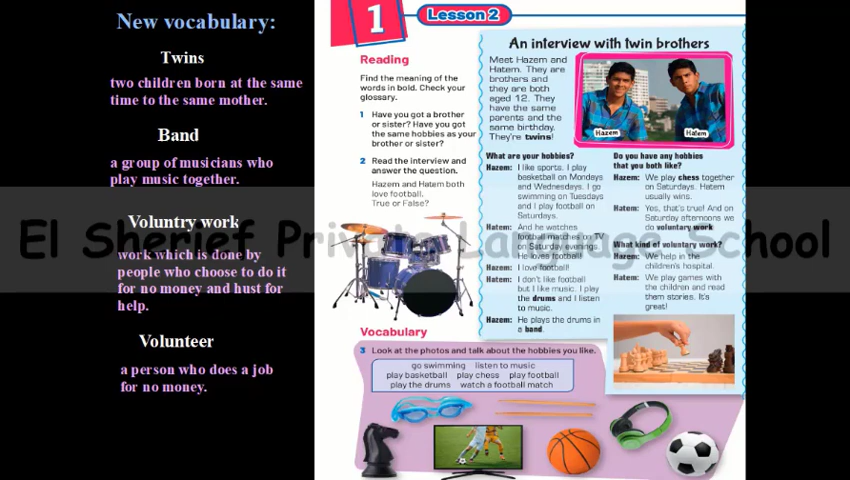 New vocabulary:
Twins
two children born at the same
time to the same mother.
Band
a group of musicians who
play music together.
Voluntry work
work which is done by
people who choose to do it
for no money and hust for
help.
Volunteer
a person who does a job
for no money.
El Sherief Private Language School
1
Lesson 2
Reading
Find the meaning of the
words in bold. Check your
glossary.
1 Have you got a brother
or sister? Have you got
the same hobbies as your
brother or sister?
2 Read the interview and
answer the question.
Hazem and Hatem both
love football.
True or False?
An interview with twin brothers
Meet Hazem and
Hatem. They are
brothers and
they are both
aged 12. They
have the same
parents and the
same birthday.
They're twins!
Hazem
Hatem
What are your hobbies?
Hazem: I like sports. I play
basketball on Mondays
and Wednesdays. I go
swimming on Tuesdays
and I play football on
Saturdays.
Hatem: And he watches
football matches on TV
on Saturday evenings.
He loves football!
Hazem: I love football!
Hatem: I don't like football
but I like music. I play
the drums and I listen
to music.
Hazem: He plays the drums in
a band.
Do you have any hobbies
that you both like?
Hazem: We play chess together
on Saturdays. Hatem
usually wins.
Hatem: Yes, that's true! And on
Saturday afternoons we
do voluntary work.
What kind of voluntary work?
Hazem: We help in the
children's hospital.
Hatem: We play games with
the children and read
them stories. It's
great!
Vocabulary
3 Look at the photos and talk about the hobbies you like.
go swimming listen to music
play basketball play chess play football
play the drums watch a football match